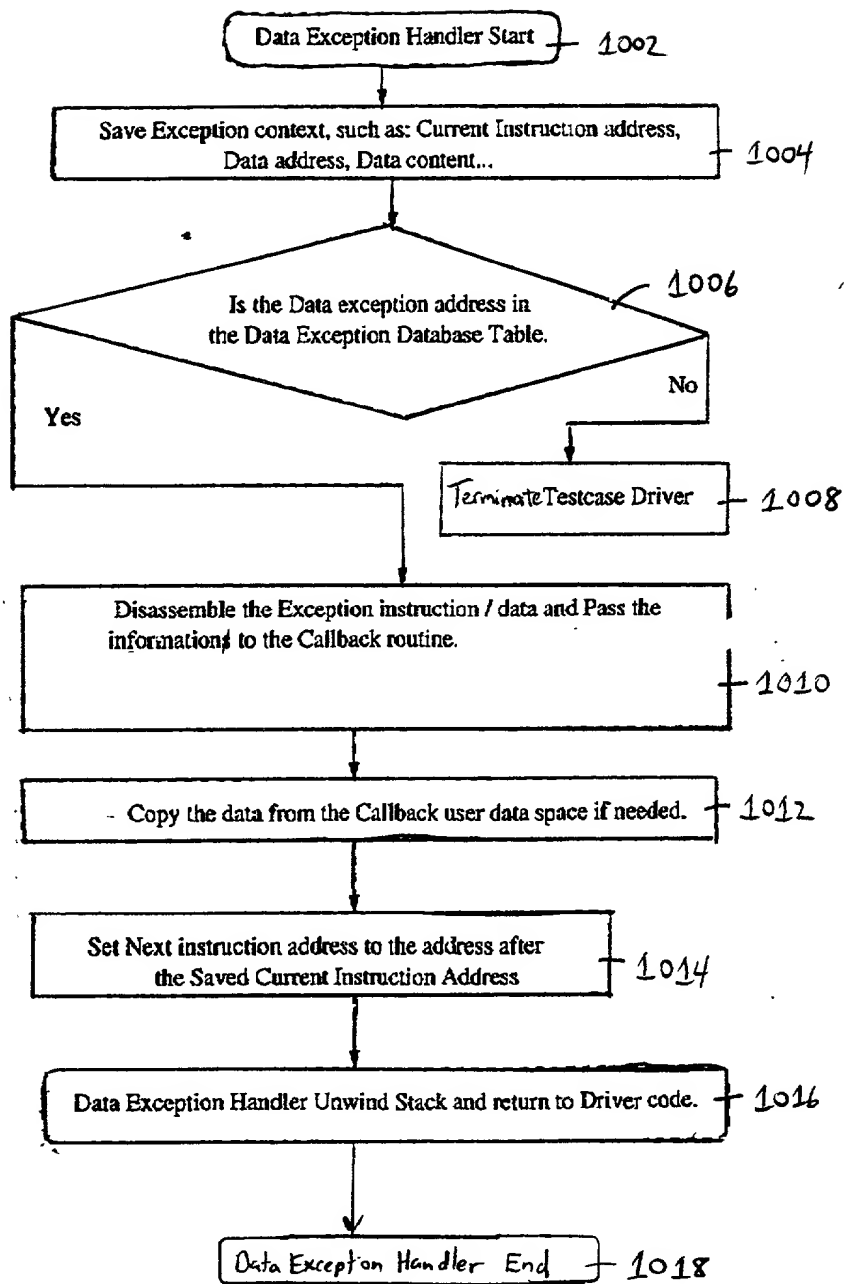 Data Exception Handler Start
1002
Save Exception context, such as: Current Instruction address,
Data address, Data content...
1004
Is the Data exception address in
the Data Exception Database Table.
1006
Yes
No
Terminate Testcase Driver
1008
Disassemble the Exception instruction / data and Pass the
informations to the Callback routine.
1010
- Copy the data from the Callback user data space if needed.
1012
Set Next instruction address to the address after
the Saved Current Instruction Address
1014
Data Exception Handler Unwind Stack and return to Driver code.
1016
Data Exception Handler End
1018